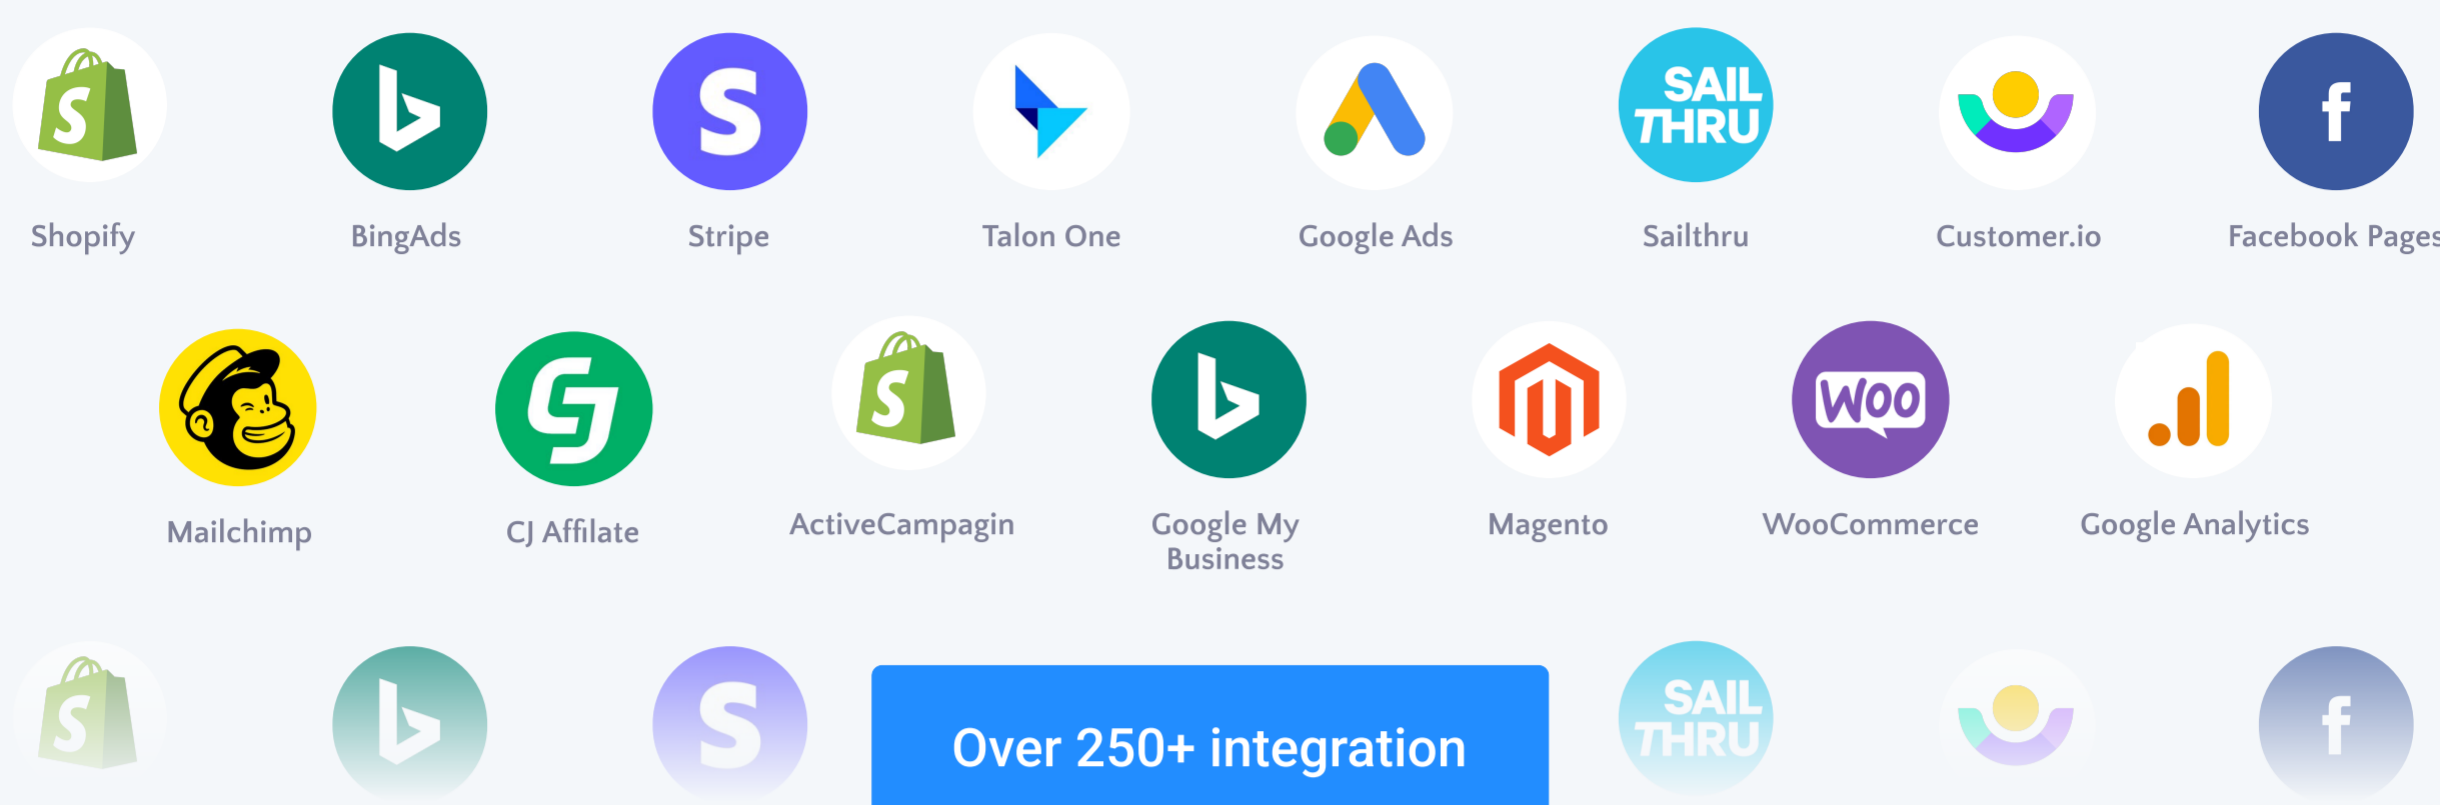 S
b
S
SAIL
THRU
f
Shopify
BingAds
Stripe
Talon One
Google Ads
Sailthru
Customer.io
Facebook Pages
CJ
S
b
Woo
Mailchimp
CJ Affilate
ActiveCampagin
Google My
Business
Magento
WooCommerce
Google Analytics
S
b
S
SAIL
THRU
f
Over 250+ integration